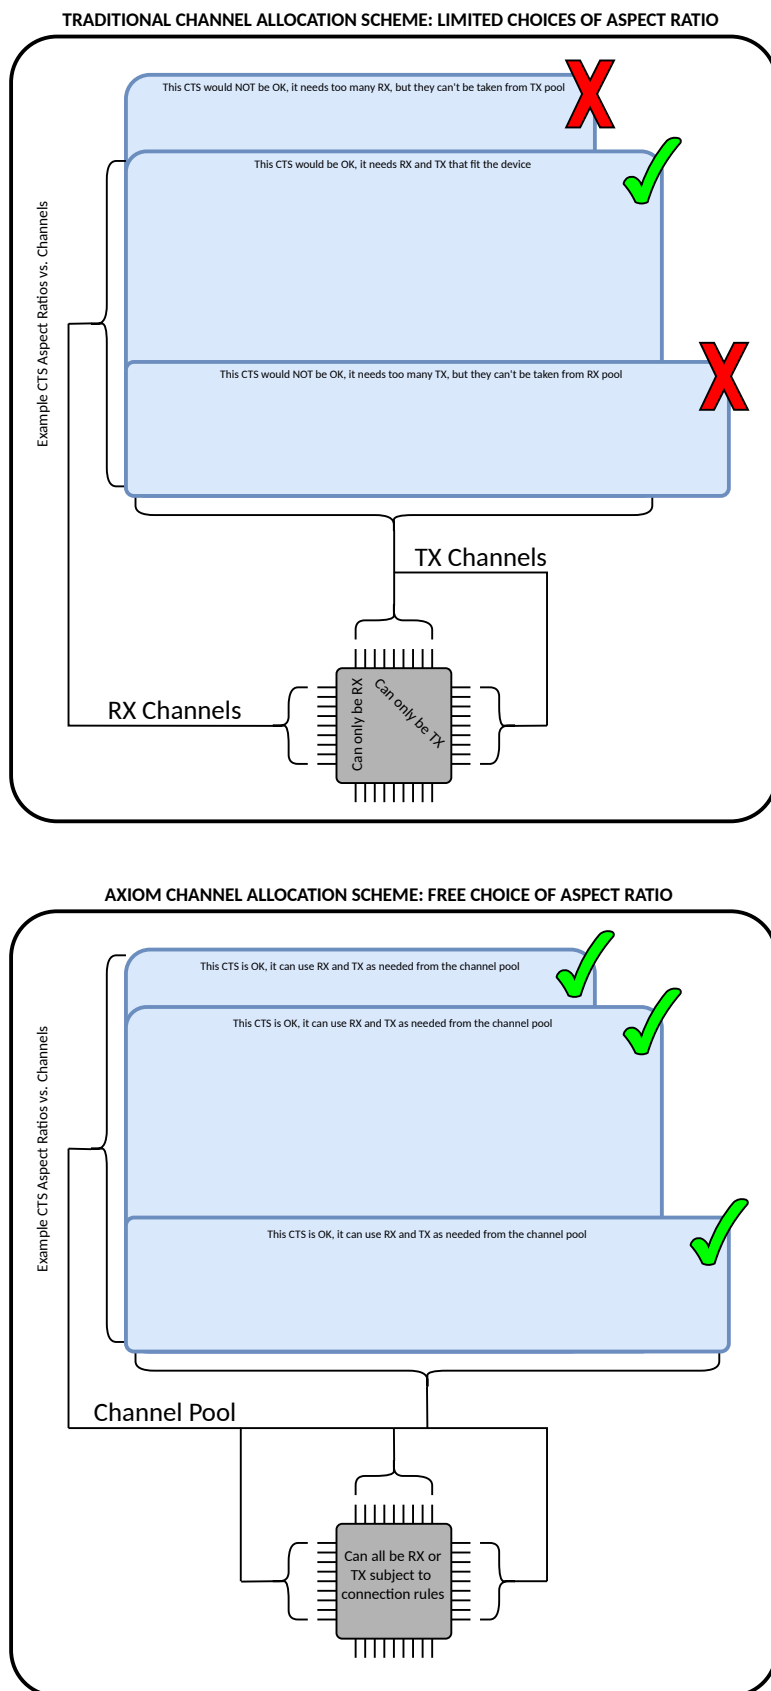 TRADITIONAL CHANNEL ALLOCATION SCHEME: LIMITED CHOICES OF ASPECT RATIO
This CTS would NOT be OK, it needs too many RX, but they can't be taken from TX pool
This CTS would be OK, it needs RX and TX that fit the device
Example CTS Aspect Ratios vs. Channels
This CTS would NOT be OK, it needs too many TX, but they can't be taken from RX pool
TX Channels
RX Channels
Can only be RX
Can only be TX
AXIOM CHANNEL ALLOCATION SCHEME: FREE CHOICE OF ASPECT RATIO
This CTS is OK, it can use RX and TX as needed from the channel pool
This CTS is OK, it can use RX and TX as needed from the channel pool
Example CTS Aspect Ratios vs. Channels
This CTS is OK, it can use RX and TX as needed from the channel pool
Channel Pool
Can all be RX or
TX subject to
connection rules